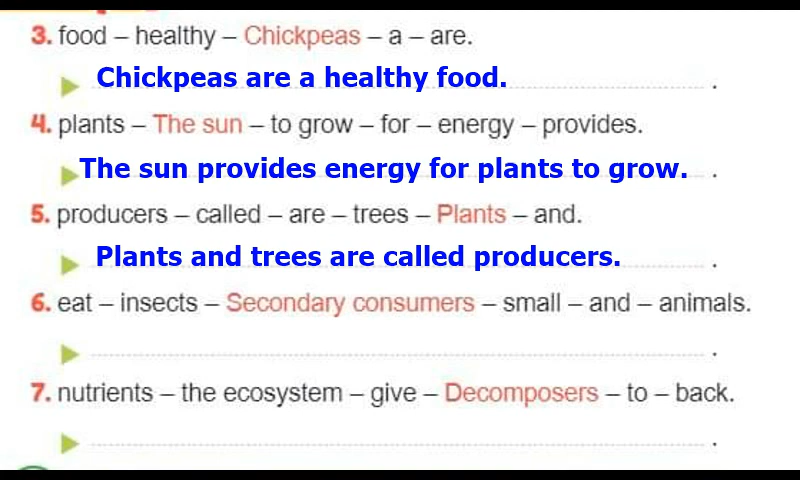 3. food – healthy – Chickpeas – a – are.
Chickpeas are a healthy food. .
4. plants – The sun – to grow – for – energy – provides.
The sun provides energy for plants to grow. .
5. producers – called – are – trees – Plants – and.
Plants and trees are called producers. .
6. eat – insects – Secondary consumers – small – and – animals.
.
7. nutrients – the ecosystem – give – Decomposers – to – back.
.